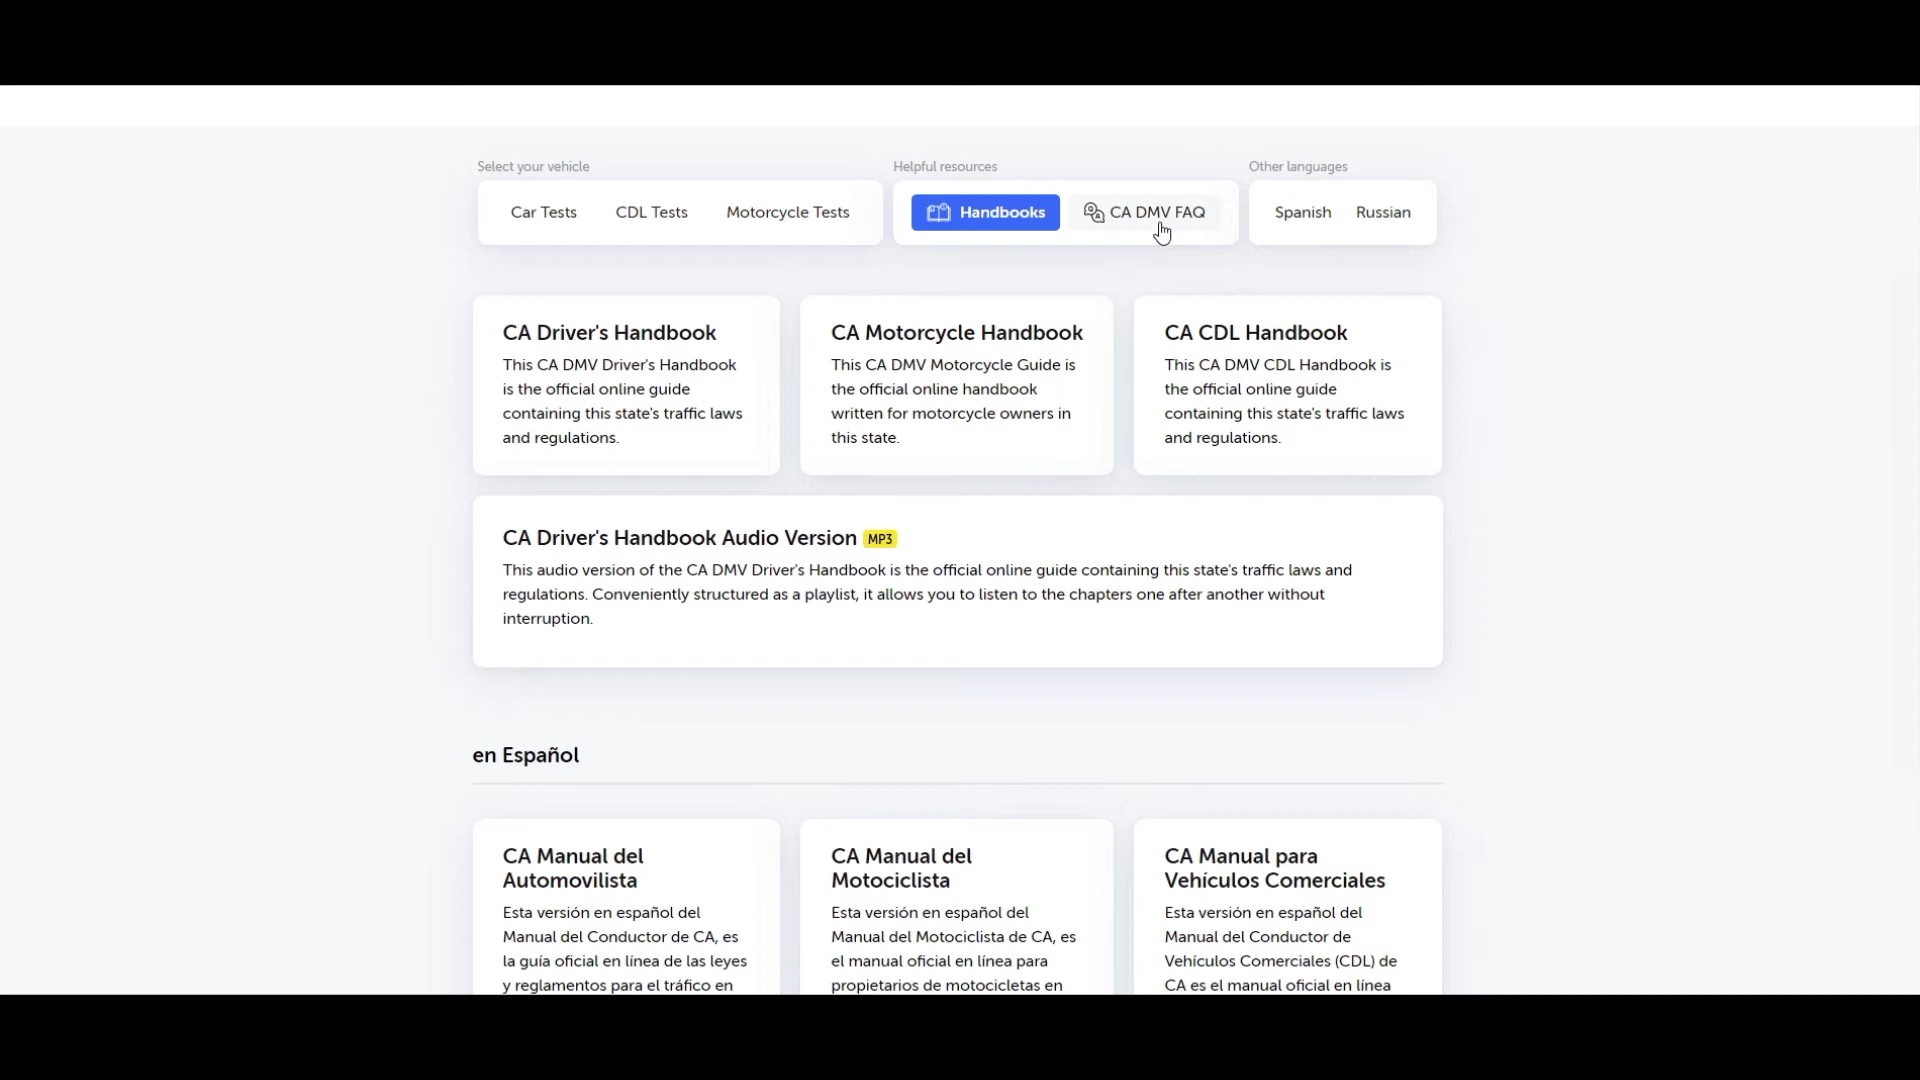 Select your vehicle
Helpful resources
Other languages
Car Tests
CDL Tests
Motorcycle Tests
Handbooks
CA DMV FAQ
Spanish
Russian
CA Driver's Handbook
This CA DMV Driver's Handbook
is the official online guide
containing this state's traffic laws
and regulations.
CA Motorcycle Handbook
This CA DMV Motorcycle Guide is
the official online handbook
written for motorcycle owners in
this state.
CA CDL Handbook
This CA DMV CDL Handbook is
the official online guide
containing this state's traffic laws
and regulations.
CA Driver's Handbook Audio Version MP3
This audio version of the CA DMV Driver's Handbook is the official online guide containing this state's traffic laws and
regulations. Conveniently structured as a playlist, it allows you to listen to the chapters one after another without
interruption.
en Español
CA Manual del
Automovilista
Esta versión en español del
Manual del Conductor de CA, es
la guía oficial en línea de las leyes
y reglamentos para el tráfico en
CA Manual del
Motociclista
Esta versión en español del
Manual del Motociclista de CA, es
el manual oficial en línea para
propietarios de motocicletas en
CA Manual para
Vehículos Comerciales
Esta versión en español del
Manual del Conductor de
Vehículos Comerciales (CDL) de
CA es el manual oficial en línea